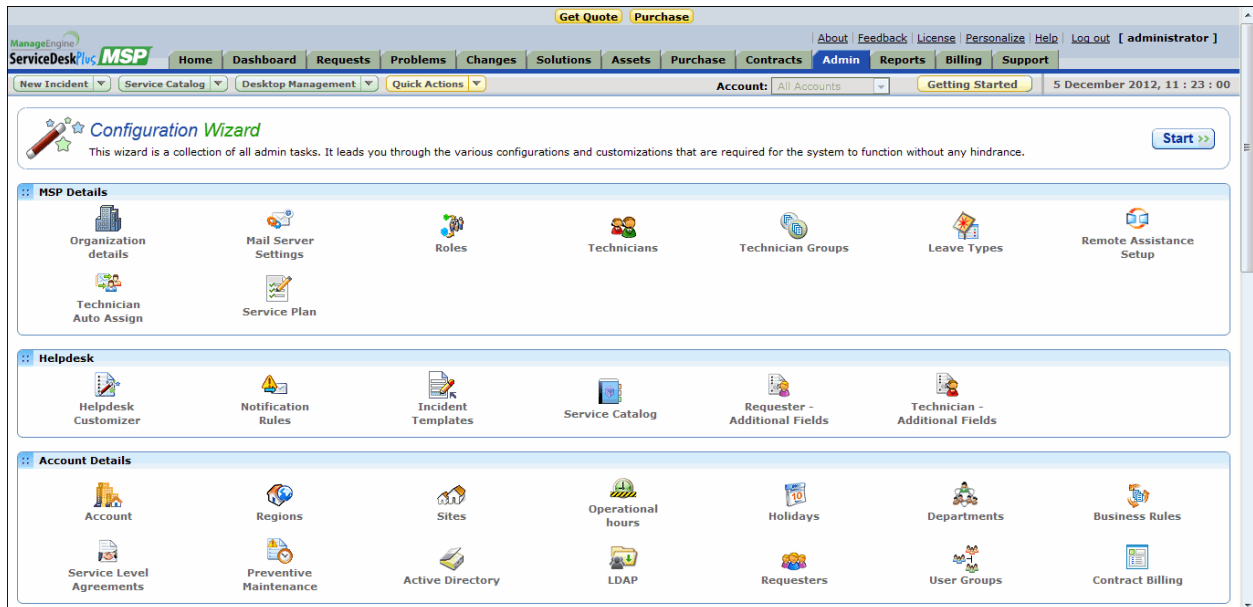 Get Quote Purchase
ManageEngine
ServiceDeskPlus MSP
About | Feedback | License | Personalize | Help | Log out [ administrator ]
Home Dashboard Requests Problems Changes Solutions Assets Purchase Contracts Admin Reports Billing Support
New Incident Service Catalog Desktop Management Quick Actions Account: All Accounts Getting Started 5 December 2012, 11 : 23 : 00
Configuration Wizard
This wizard is a collection of all admin tasks. It leads you through the various configurations and customizations that are required for the system to function without any hindrance.
Start >>
MSP Details
Organization details
Mail Server Settings
Roles
Technicians
Technician Groups
Leave Types
Remote Assistance Setup
Technician Auto Assign
Service Plan
Helpdesk
Helpdesk Customizer
Notification Rules
Incident Templates
Service Catalog
Requester - Additional Fields
Technician - Additional Fields
Account Details
Account
Regions
Sites
Operational hours
10
Holidays
Departments
Business Rules
Service Level Agreements
Preventive Maintenance
Active Directory
LDAP
Requesters
User Groups
Contract Billing